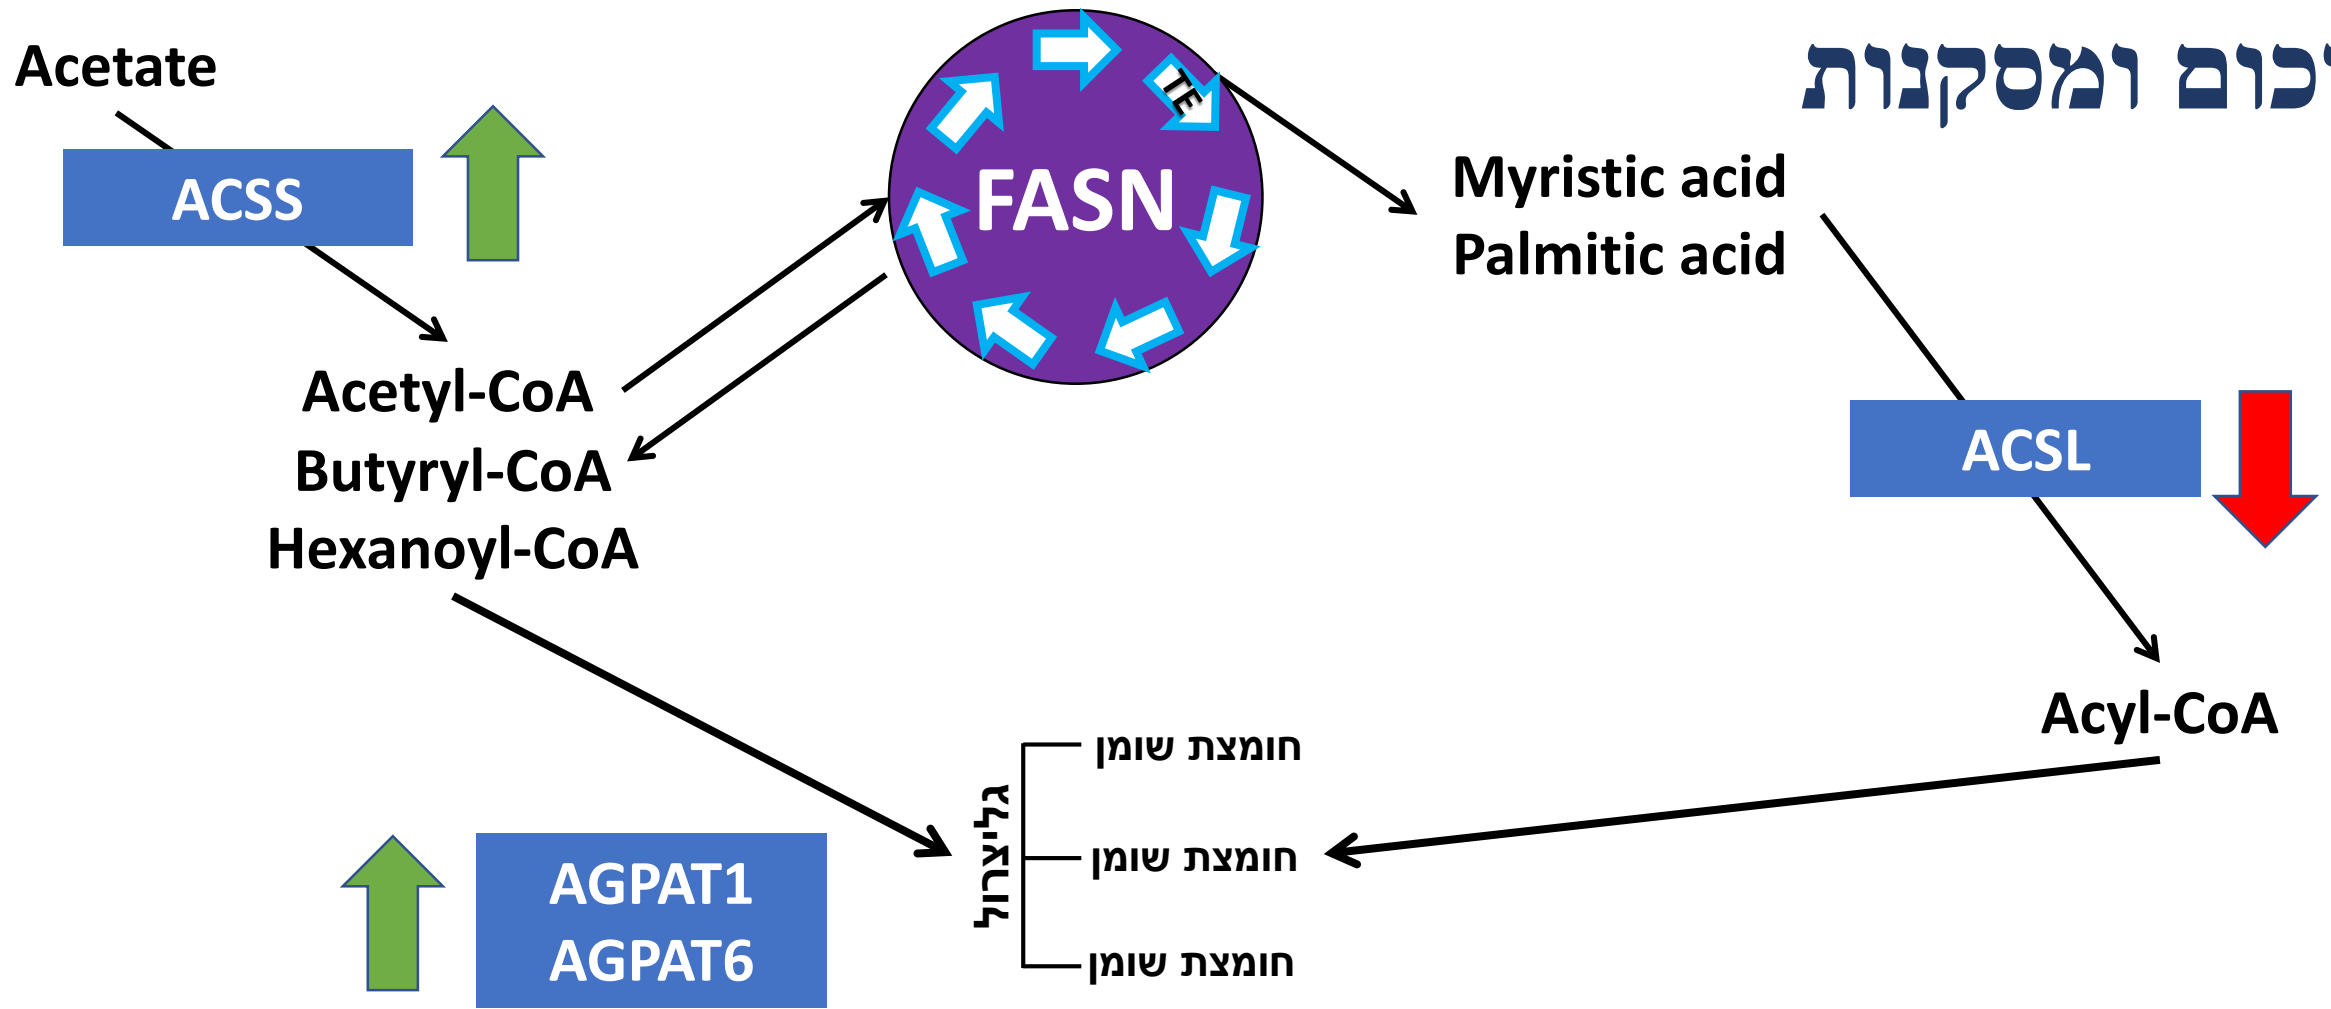 Acetate
ACSS
Acetyl-CoA
Butyryl-CoA
Hexanoyl-CoA
FASN
TE
ומסקנות
Myristic acid
Palmitic acid
ACSL
Acyl-CoA
גליצרול
חומצת שומן
חומצת שומן
חומצת שומן
AGPAT1
AGPAT6